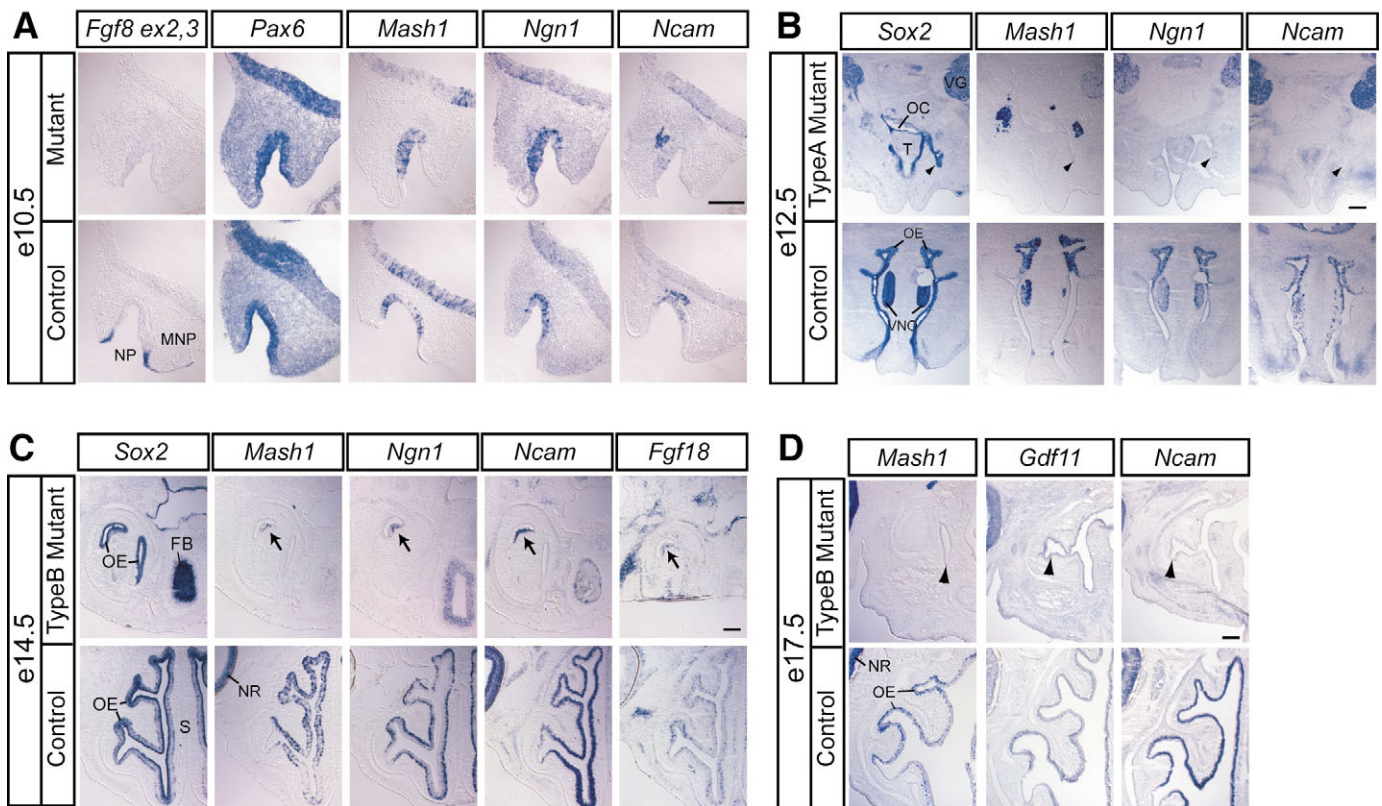 A
Fgf8 ex2,3 Pax6 Mash1 Ngn1 Ncam
e10.5
Mutant
Control
NP
MNP
B
Sox2 Mash1 Ngn1 Ncam
e12.5
TypeA Mutant
VG
OC
T
Control
OE
VNO
C
Sox2 Mash1 Ngn1 Ncam Fgf18
e14.5
TypeB Mutant
OE
FB
Control
OE
S
NR
D
Mash1 Gdf11 Ncam
e17.5
TypeB Mutant
Control
NR
OE